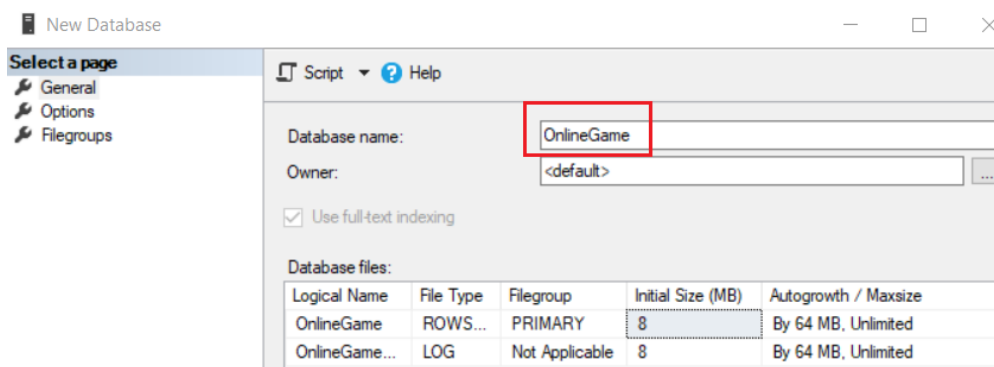 New Database
Select a page
General
Options
Filegroups
Script Help
Database name: OnlineGame
Owner: <default> ...
Use full-text indexing
Database files:
Logical Name File Type Filegroup Initial Size (MB) Autogrowth / Maxsize
OnlineGame ROWS... PRIMARY 8 By 64 MB, Unlimited
OnlineGame... LOG Not Applicable 8 By 64 MB, Unlimited